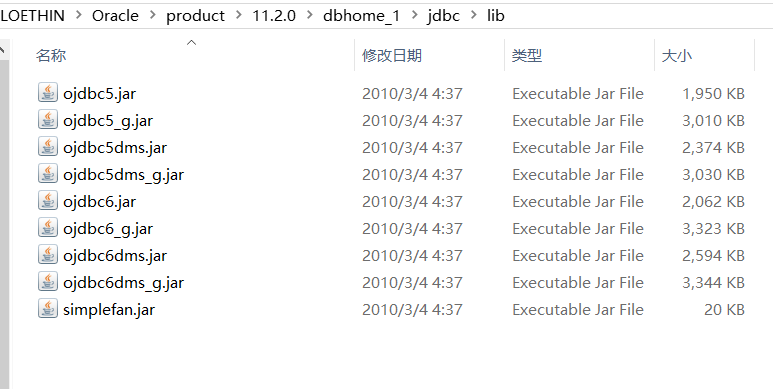 LOETHIN > Oracle > product > 11.2.0 > dbhome_1 > jdbc > lib
名称 修改日期 类型 大小
ojdbc5.jar 2010/3/4 4:37 Executable Jar File 1,950 KB
ojdbc5_g.jar 2010/3/4 4:37 Executable Jar File 3,010 KB
ojdbc5dms.jar 2010/3/4 4:37 Executable Jar File 2,374 KB
ojdbc5dms_g.jar 2010/3/4 4:37 Executable Jar File 3,030 KB
ojdbc6.jar 2010/3/4 4:37 Executable Jar File 2,062 KB
ojdbc6_g.jar 2010/3/4 4:37 Executable Jar File 3,323 KB
ojdbc6dms.jar 2010/3/4 4:37 Executable Jar File 2,594 KB
ojdbc6dms_g.jar 2010/3/4 4:37 Executable Jar File 3,344 KB
simplefan.jar 2010/3/4 4:37 Executable Jar File 20 KB